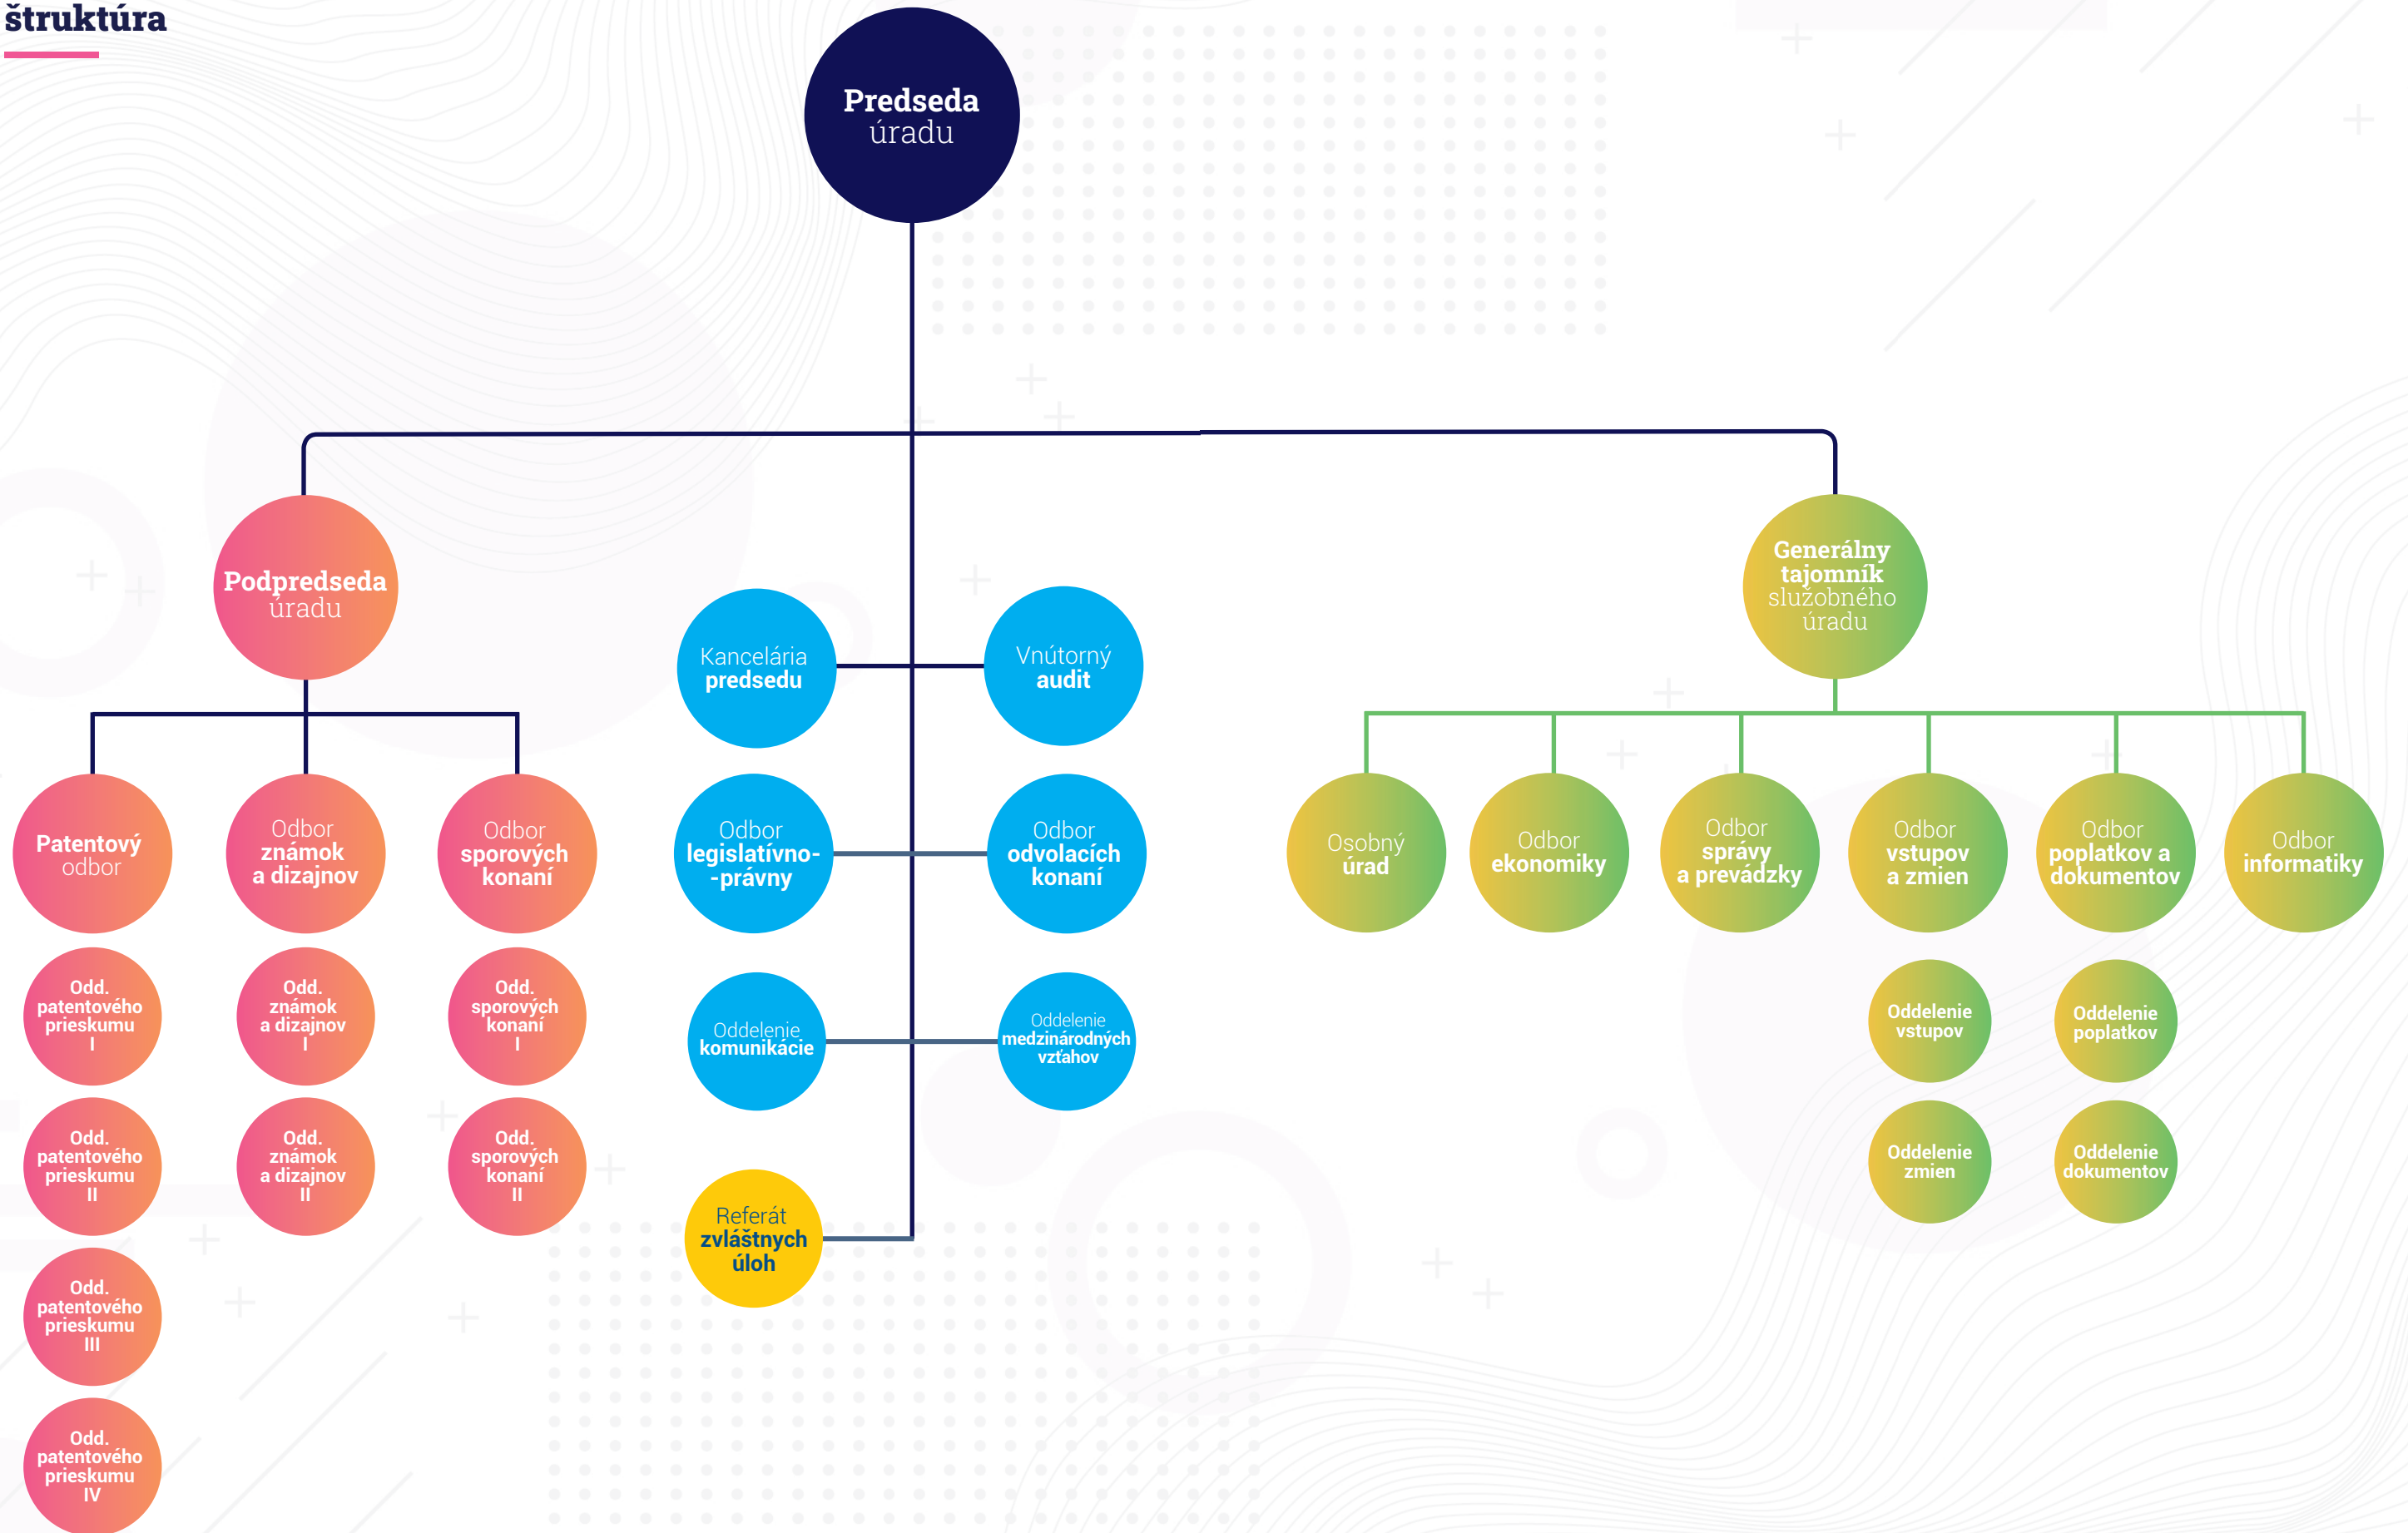 štruktúra
Predseda
úradu
Podpredseda
úradu
Generálny
tajomník
služobného
úradu
Kancelária
predsedu
Vnútorný
audit
Patentový
odbor
Odbor
známok
a dizajnov
Odbor
sporových
konaní
Odbor
legislatívno-
-právny
Odbor
odvolacích
konaní
Osobný
úrad
Odbor
ekonomiky
Odbor
správy
a prevádzky
Odbor
vstupov
a zmien
Odbor
poplatkov a
dokumentov
Odbor
informatiky
Odd.
patentového
prieskumu
I
Odd.
známok
a dizajnov
I
Odd.
sporových
konaní
I
Oddelenie
komunikácie
Oddelenie
medzinárodných
vzťahov
Oddelenie
vstupov
Oddelenie
poplatkov
Odd.
patentového
prieskumu
II
Odd.
známok
a dizajnov
II
Odd.
sporových
konaní
II
Oddelenie
zmien
Oddelenie
dokumentov
Referát
zvláštnych
úloh
Odd.
patentového
prieskumu
III
Odd.
patentového
prieskumu
IV